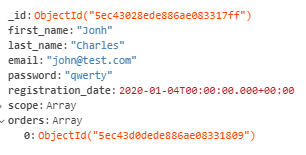 _id: ObjectId("5ec43028ede886ae083317ff")
first_name: "Jonh"
last_name: "Charles"
email: "john@test.com"
password: "qwerty"
registration_date: 2020-01-04T00:00:00.000+00:00
> scope: Array
orders: Array
0: ObjectId("5ec43d0dede886ae08331809")